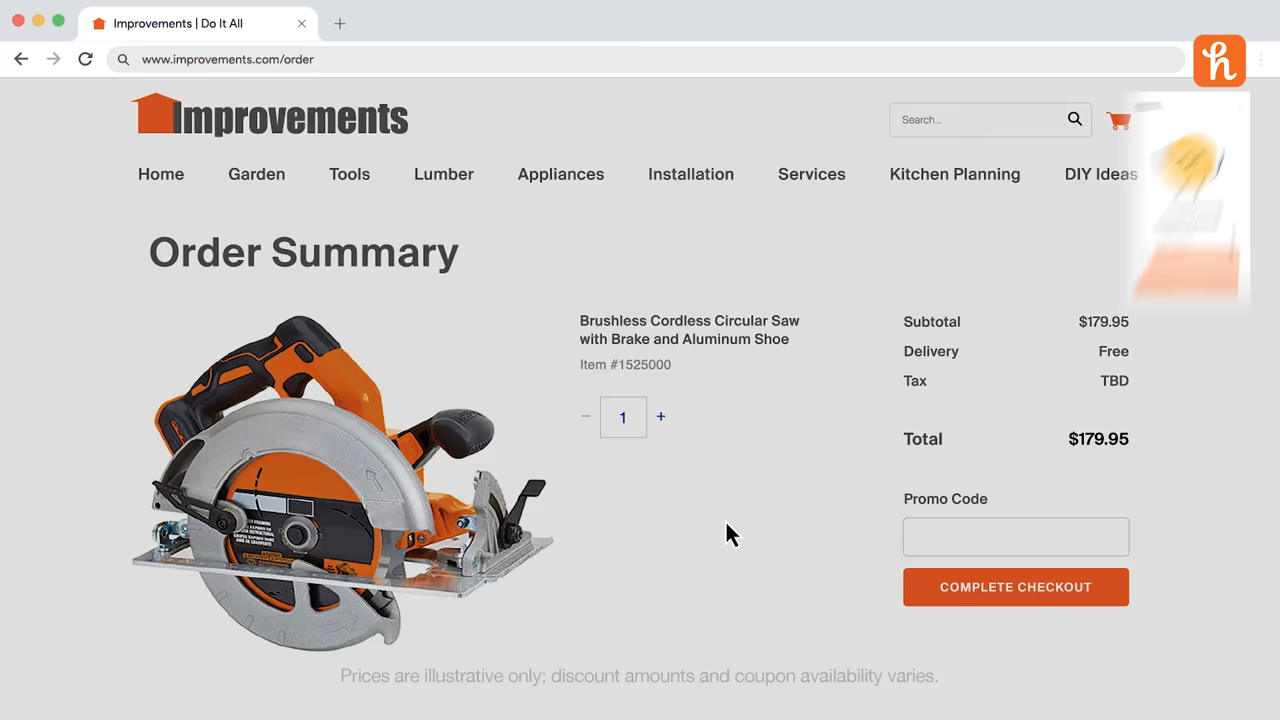 Improvements | Do It All
www.improvements.com/order
h
Improvements
Search...
Home Garden Tools Lumber Appliances Installation Services Kitchen Planning DIY Ideas
Order Summary
Brushless Cordless Circular Saw
with Brake and Aluminum Shoe
Item #1525000
− 1 +
Subtotal $179.95
Delivery Free
Tax TBD
Total $179.95
Promo Code
COMPLETE CHECKOUT
Prices are illustrative only; discount amounts and coupon availability varies.